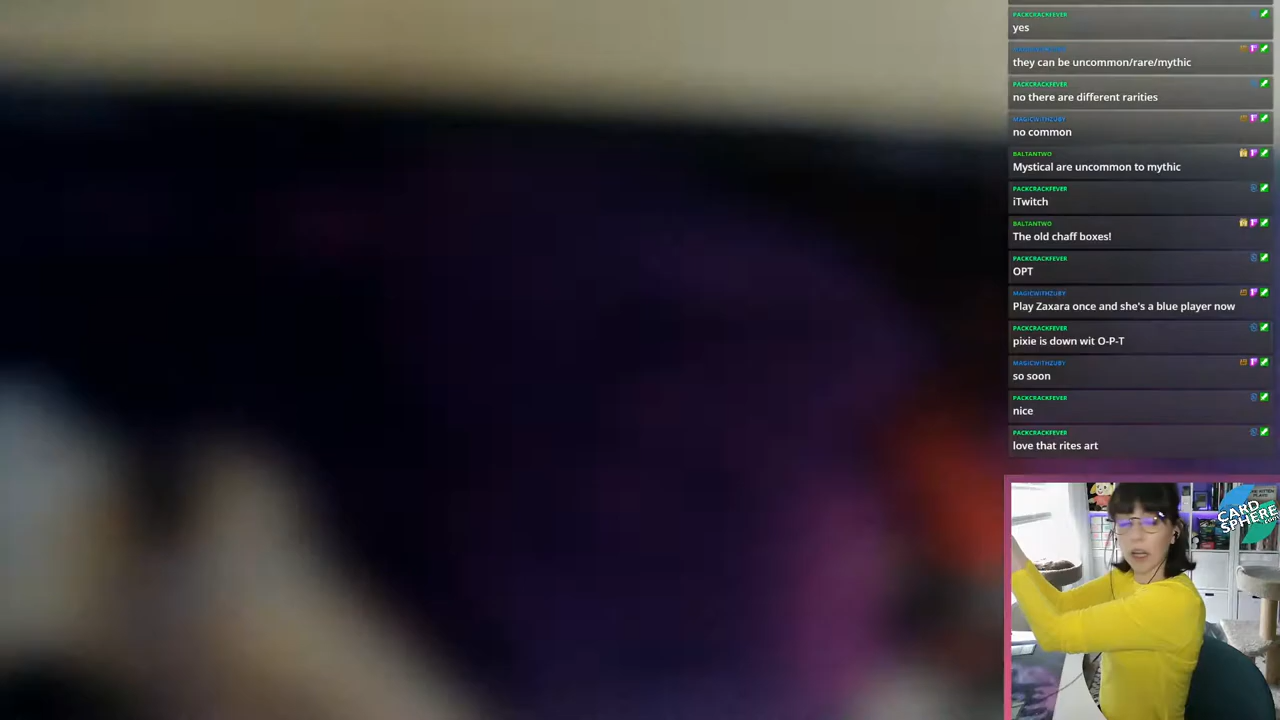 PACKCRACKFEVER
yes
they can be uncommon/rare/mythic
PACKCRACKFEVER
no there are different rarities
MAGICWITHZUBY
no common
BALTANTWO
Mystical are uncommon to mythic
PACKCRACKFEVER
iTwitch
BALTANTWO
The old chaff boxes!
PACKCRACKFEVER
OPT
MAGICWITHZUBY
Play Zaxara once and she's a blue player now
PACKCRACKFEVER
pixie is down wit O-P-T
MAGICWITHZUBY
so soon
PACKCRACKFEVER
nice
PACKCRACKFEVER
love that rites art
CARD
SPHERE
.com